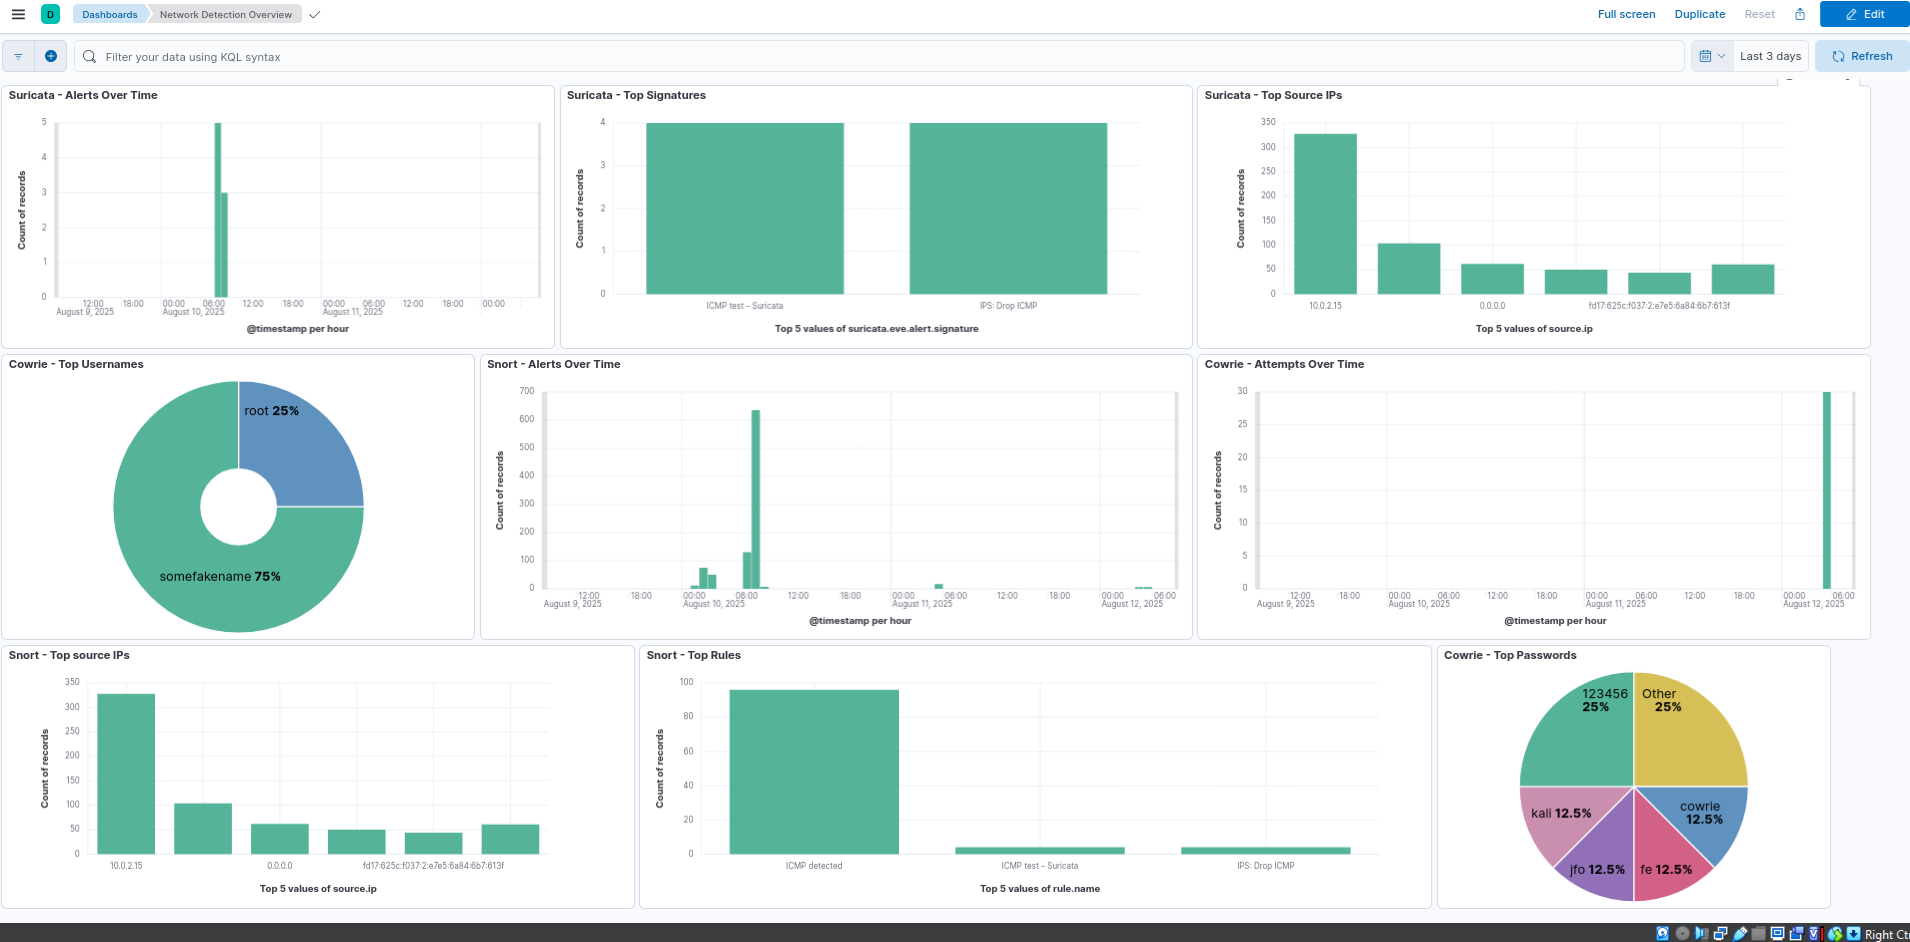 D Dashboards Network Detection Overview Full screen Duplicate Reset Edit
Filter your data using KQL syntax Last 3 days Refresh
Suricata - Alerts Over Time
5
4
3
2
1
0
Count of records
12:00 18:00 00:00 06:00 12:00 18:00 00:00 06:00 12:00 18:00 00:00
August 9, 2025 August 10, 2025 August 11, 2025
@timestamp per hour
Suricata - Top Signatures
4
3
2
1
0
Count of records
ICMP test – Suricata IPS: Drop ICMP
Top 5 values of suricata.eve.alert.signature
Suricata - Top Source IPs
350
300
250
200
150
100
50
0
Count of records
10.0.2.15 0.0.0.0 fd17:625c:f037:2:e7e5:6a84:6b7:613f
Top 5 values of source.ip
Cowrie - Top Usernames
root 25%
somefakename 75%
Snort - Alerts Over Time
700
600
500
400
300
200
100
0
Count of records
12:00 18:00 00:00 06:00 12:00 18:00 00:00 06:00 12:00 18:00 00:00 06:00
August 9, 2025 August 10, 2025 August 11, 2025 August 12, 2025
@timestamp per hour
Cowrie - Attempts Over Time
30
25
20
15
10
5
0
Count of records
12:00 18:00 00:00 06:00 12:00 18:00 00:00 06:00 12:00 18:00 00:00 06:00
August 9, 2025 August 10, 2025 August 11, 2025 August 12, 2025
@timestamp per hour
Snort - Top source IPs
350
300
250
200
150
100
50
0
Count of records
10.0.2.15 0.0.0.0 fd17:625c:f037:2:e7e5:6a84:6b7:613f
Top 5 values of source.ip
Snort - Top Rules
100
80
60
40
20
0
Count of records
ICMP detected ICMP test – Suricata IPS: Drop ICMP
Top 5 values of rule.name
Cowrie - Top Passwords
123456 25%
Other 25%
kali 12.5%
cowrie 12.5%
jfo 12.5%
fe 12.5%
Right Ct